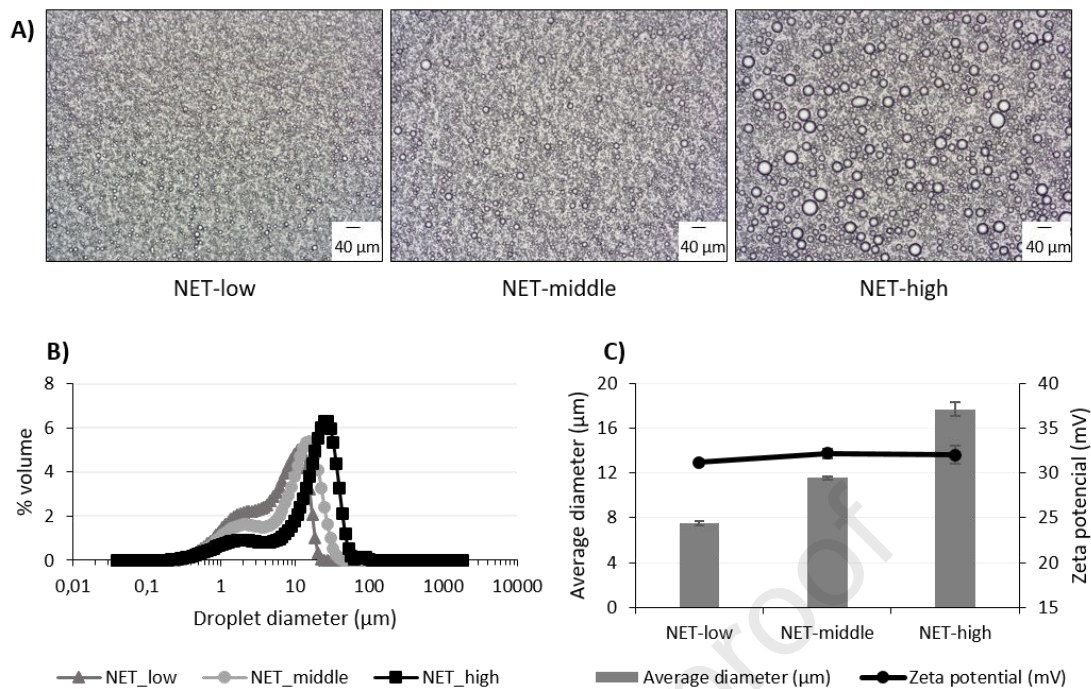 A)
40 µm
40 µm
40 µm
NET-low
NET-middle
NET-high
B)
% volume
8
6
4
2
0
0,01
0,1
1
10
100
1000
10000
Droplet diameter (µm)
NET_low
NET_middle
NET_high
C)
Average diameter (µm)
20
16
12
8
4
0
40
35
30
25
20
15
Zeta potencial (mV)
NET-low
NET-middle
NET-high
Average diameter (µm)
Zeta potential (mV)
proof